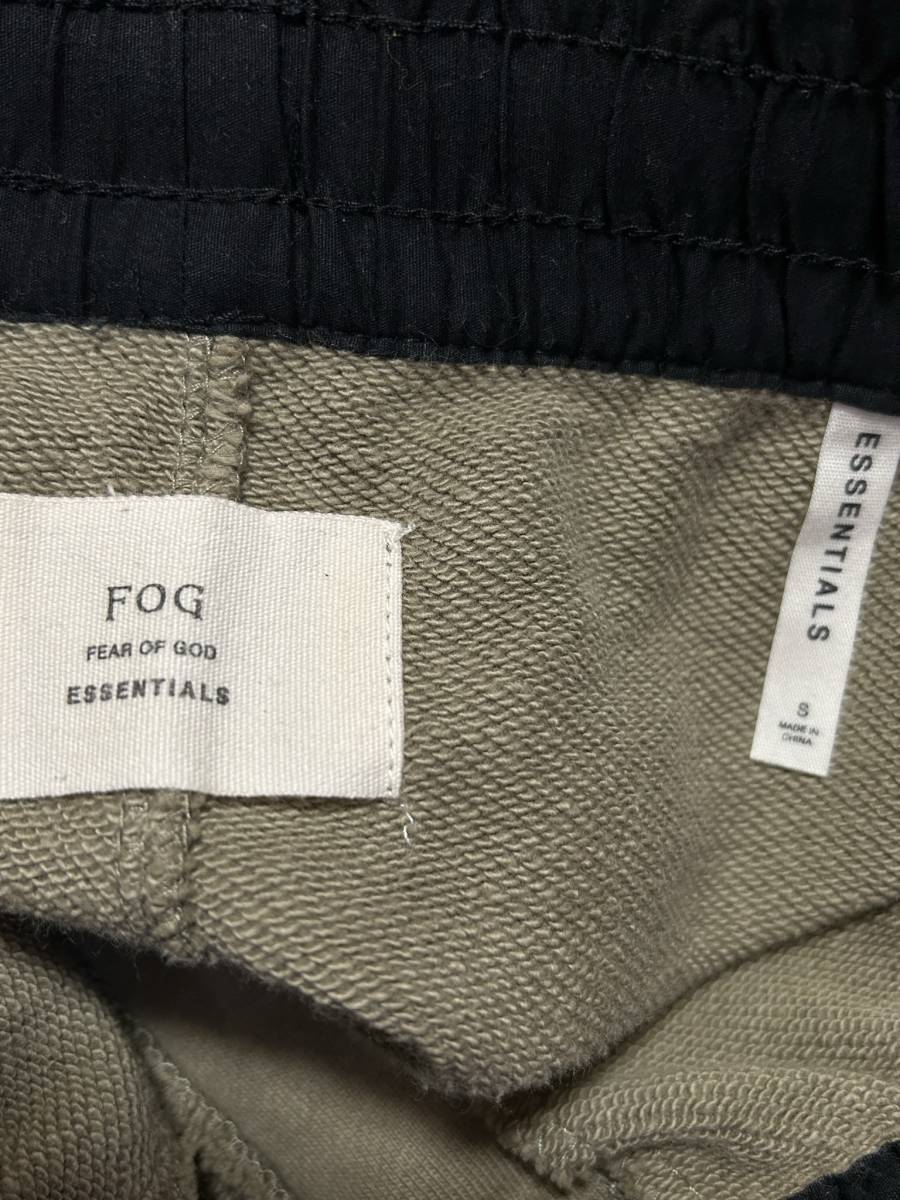 FOG
FEAR OF GOD
ESSENTIALS
ESSENTIALS
S
MADE IN
CHINA